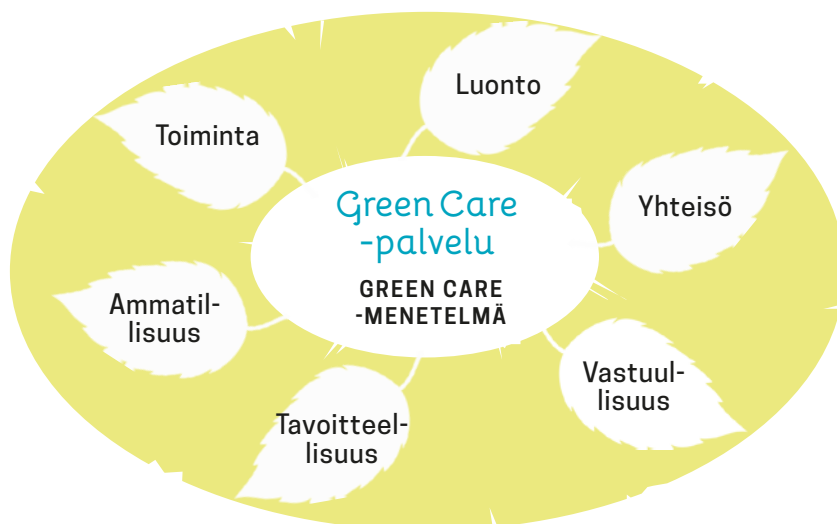 Luonto
Toiminta
Yhteisö
Green Care
-palvelu
GREEN CARE
-MENETELMÄ
Ammatil-
lisuus
Vastuul-
lisuus
Tavoitteel-
lisuus